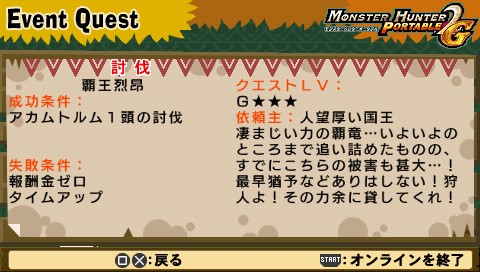 Event Quest
MONSTER HUNTER
PORTABLE 2nd G
討伐
覇王烈昂
成功条件：
アカムトルム１頭の討伐
失敗条件：
報酬金ゼロ
タイムアップ
クエストＬＶ：
Ｇ★★★
依頼主：人望厚い国王
凄まじい力の覇竜…いよいよの
ところまで追い詰めたものの、
すでにこちらの被害も甚大…！
最早猶予などありはしない！狩
人よ！その力余に貸してくれ！
□×:戻る
START:オンラインを終了